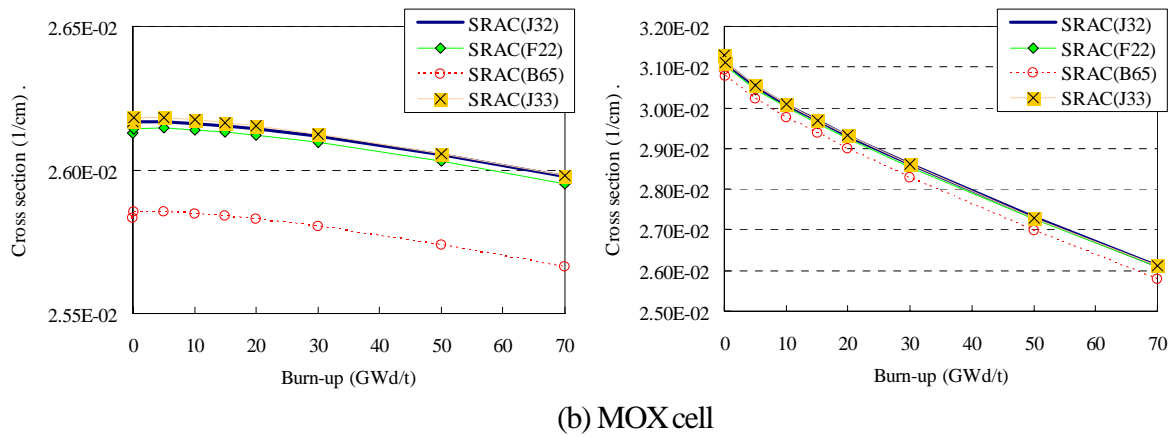 2.65E-02
2.60E-02
2.55E-02
Cross section (1/cm) .
SRAC(J32)
SRAC(F22)
SRAC(B65)
SRAC(J33)
0 10 20 30 40 50 60 70
Burn-up (GWd/t)
3.20E-02
3.10E-02
3.00E-02
2.90E-02
2.80E-02
2.70E-02
2.60E-02
2.50E-02
Cross section (1/cm) .
SRAC(J32)
SRAC(F22)
SRAC(B65)
SRAC(J33)
0 10 20 30 40 50 60 70
Burn-up (GWd/t)
(b) MOX cell